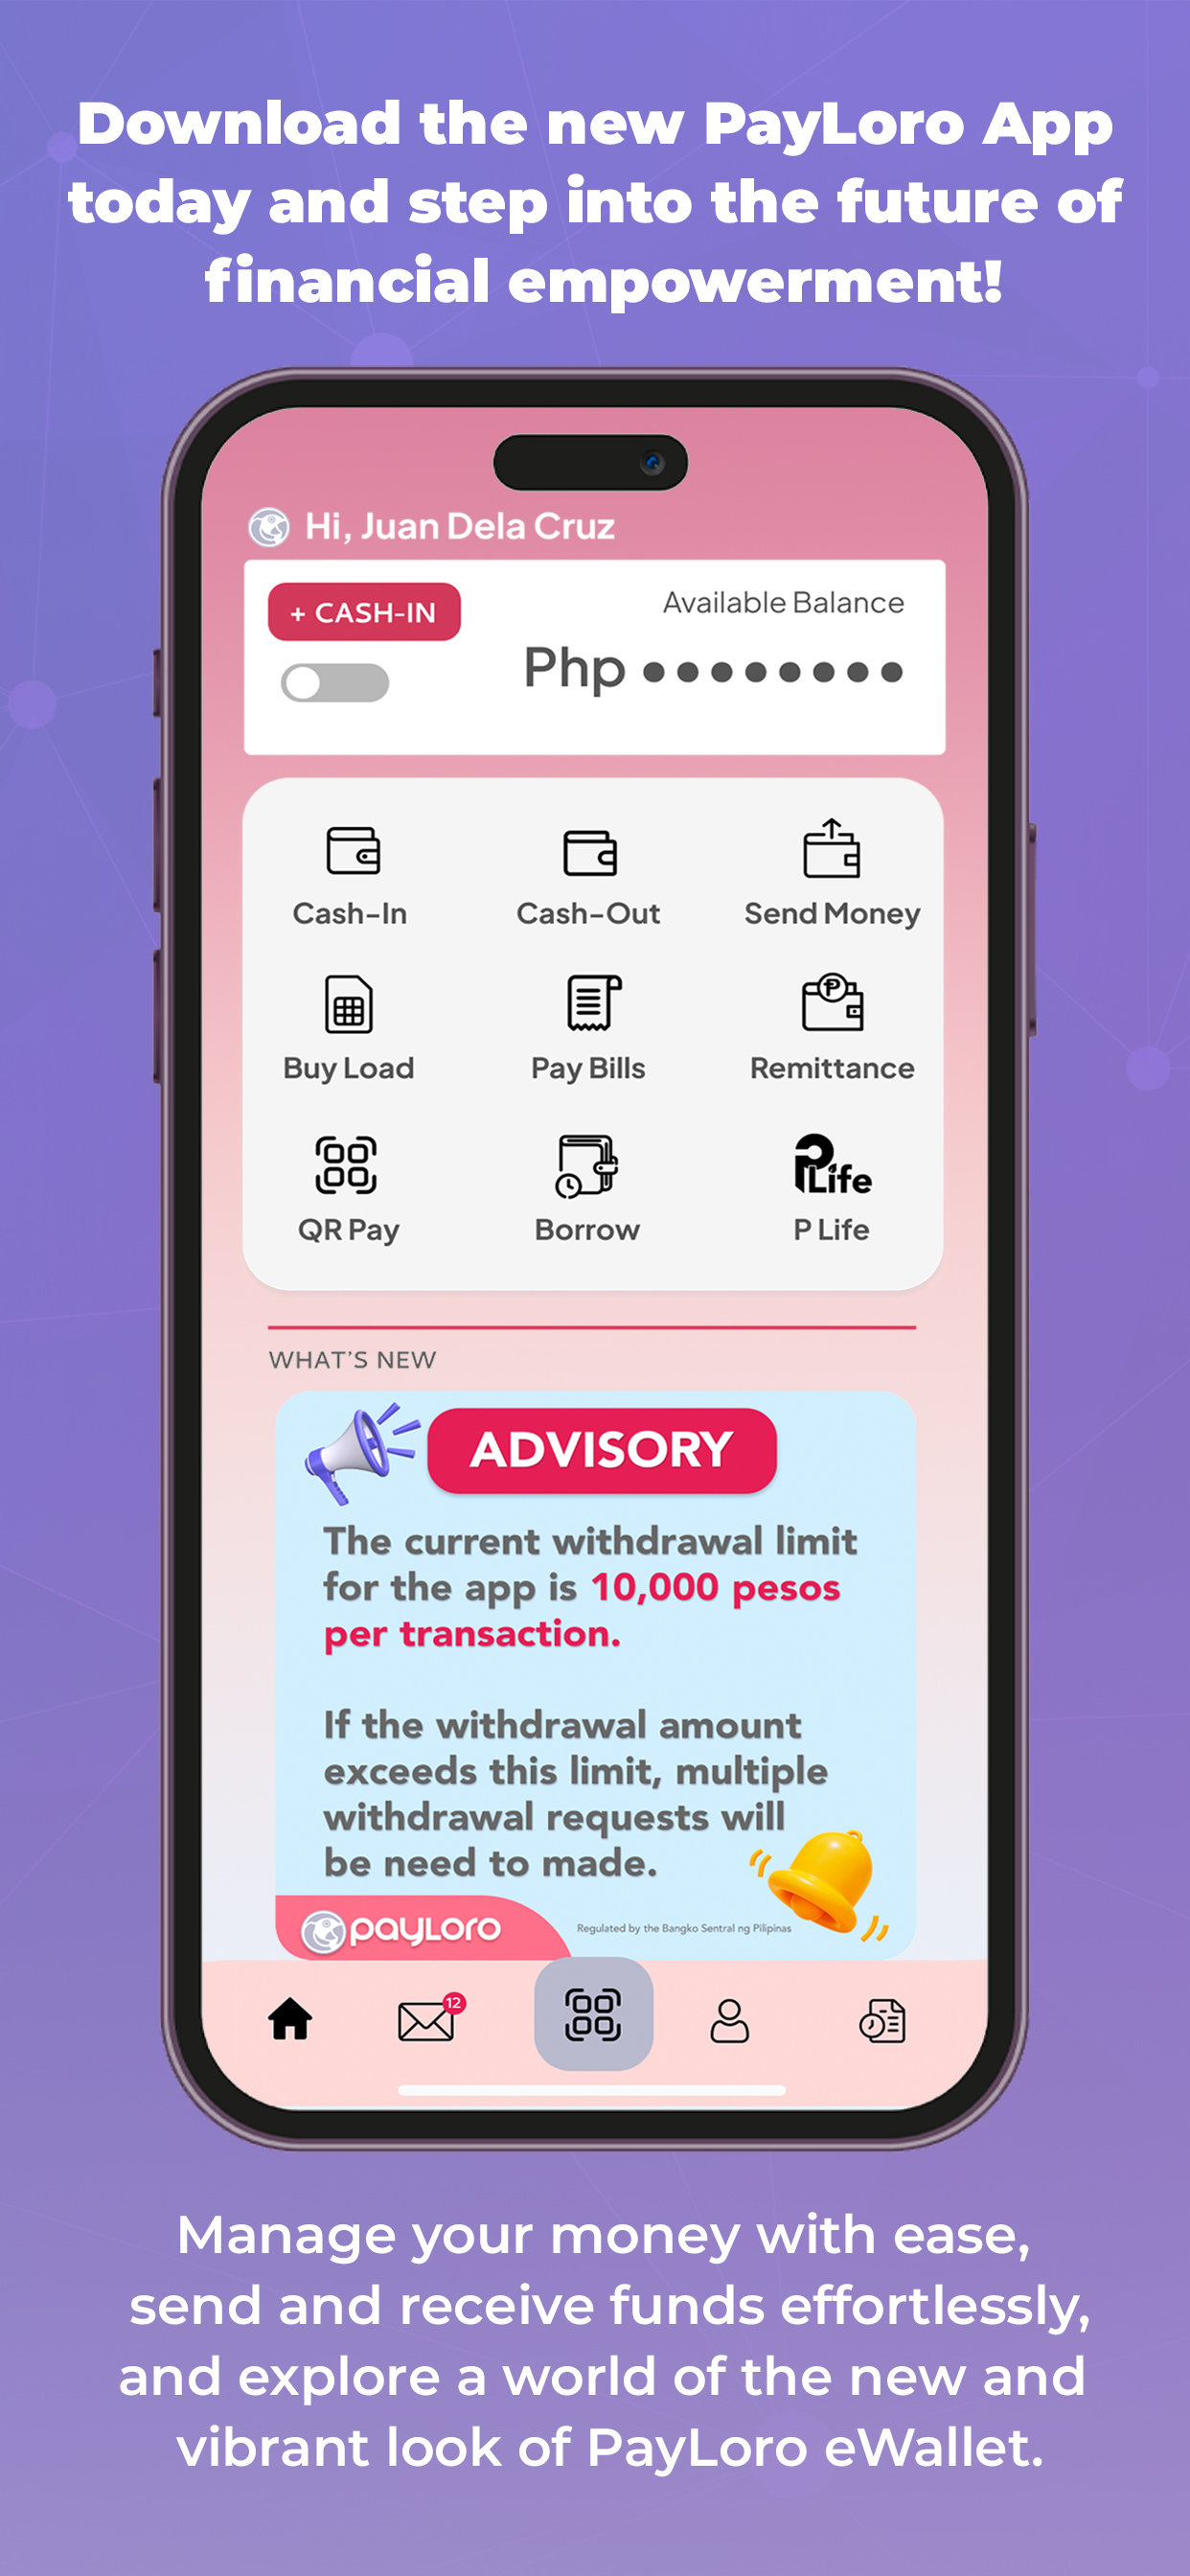 Download the new PayLoro App
today and step into the future of
financial empowerment!
Hi, Juan Dela Cruz
+ CASH-IN
Available Balance
Php ••••••••
Cash-In
Cash-Out
Send Money
Buy Load
Pay Bills
Remittance
QR Pay
Borrow
PLife
P Life
WHAT'S NEW
ADVISORY
The current withdrawal limit
for the app is 10,000 pesos
per transaction.
If the withdrawal amount
exceeds this limit, multiple
withdrawal requests will
be need to made.
payLoro
Regulated by the Bangko Sentral ng Pilipinas
12
Manage your money with ease,
send and receive funds effortlessly,
and explore a world of the new and
vibrant look of PayLoro eWallet.